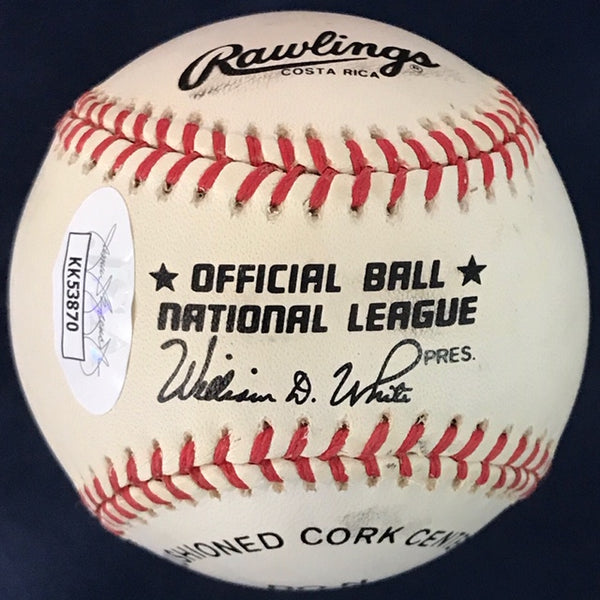 Rawlings®
COSTA RICA
KK53870
★ OFFICIAL BALL ★
NATIONAL LEAGUE
William D. White PRES.
SHIONED CORK CENT